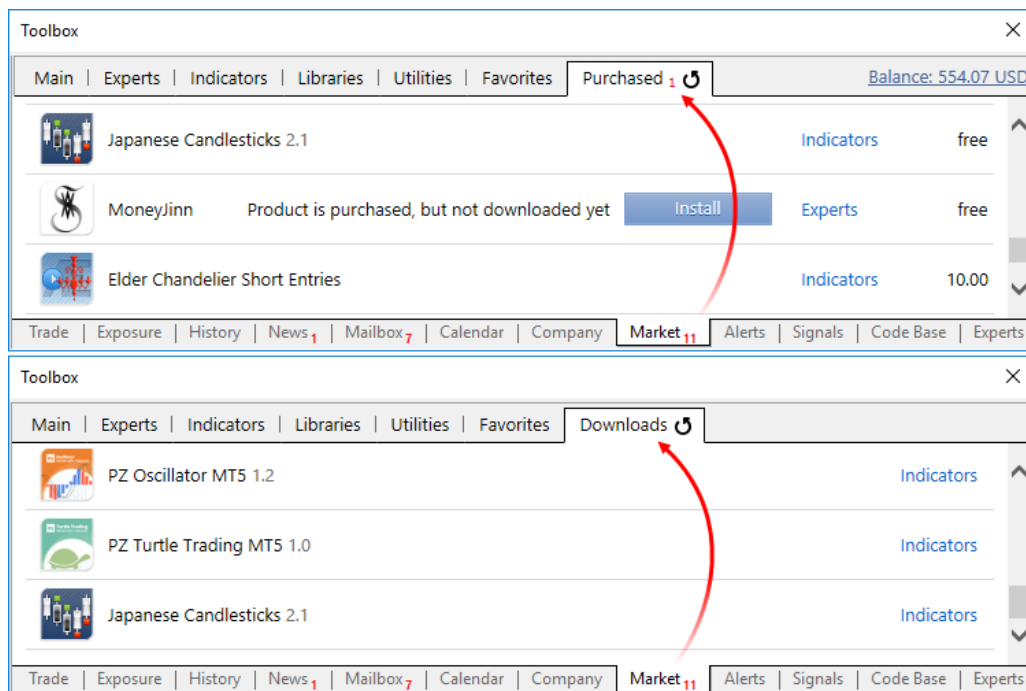 Toolbox
Main | Experts | Indicators | Libraries | Utilities | Favorites | Purchased 1 Balance: 554.07 USD
Japanese Candlesticks 2.1 Indicators free
MoneyJinn Product is purchased, but not downloaded yet Install Experts free
Elder Chandelier Short Entries Indicators 10.00
Trade | Exposure | History | News 1 | Mailbox 7 | Calendar | Company | Market 11 | Alerts | Signals | Code Base | Experts
Toolbox
Main | Experts | Indicators | Libraries | Utilities | Favorites | Downloads
PZ Oscillator MT5 1.2 Indicators
PZ Turtle Trading MT5 1.0 Indicators
Japanese Candlesticks 2.1 Indicators
Trade | Exposure | History | News 1 | Mailbox 7 | Calendar | Company | Market 11 | Alerts | Signals | Code Base | Experts